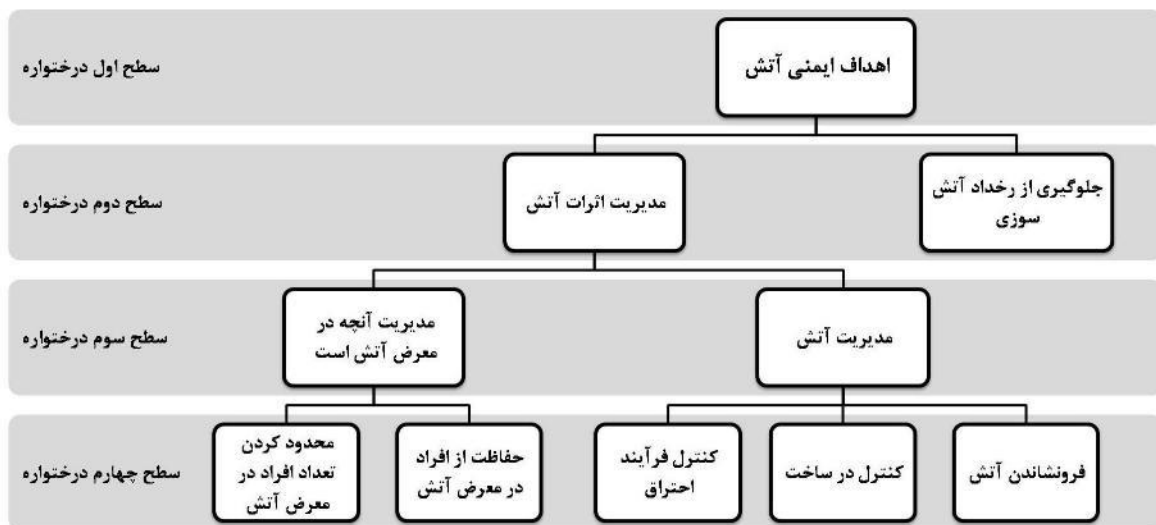 سطح اول درختواره
اهداف ایمنی آتش
سطح دوم درختواره
جلوگیری از رخداد آتش
سوزی
مدیریت اثرات آتش
سطح سوم درختواره
مدیریت آتش
مدیریت آنچه در
معرض آتش است
سطح چهارم درختواره
فرونشاندن آتش
کنترل در ساخت
کنترل فرآیند
احتراق
حفاظت از افراد
در معرض آتش
محدود کردن
تعداد افراد در
معرض آتش